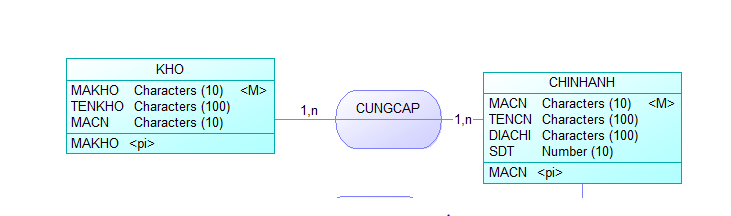 KHO
MAKHO Characters (10) <M>
TENKHO Characters (100)
MACN Characters (10)
MAKHO <pi>
1,n
CUNGCAP
1,n
CHINHANH
MACN Characters (10) <M>
TENCN Characters (100)
DIACHI Characters (100)
SDT Number (10)
MACN <pi>